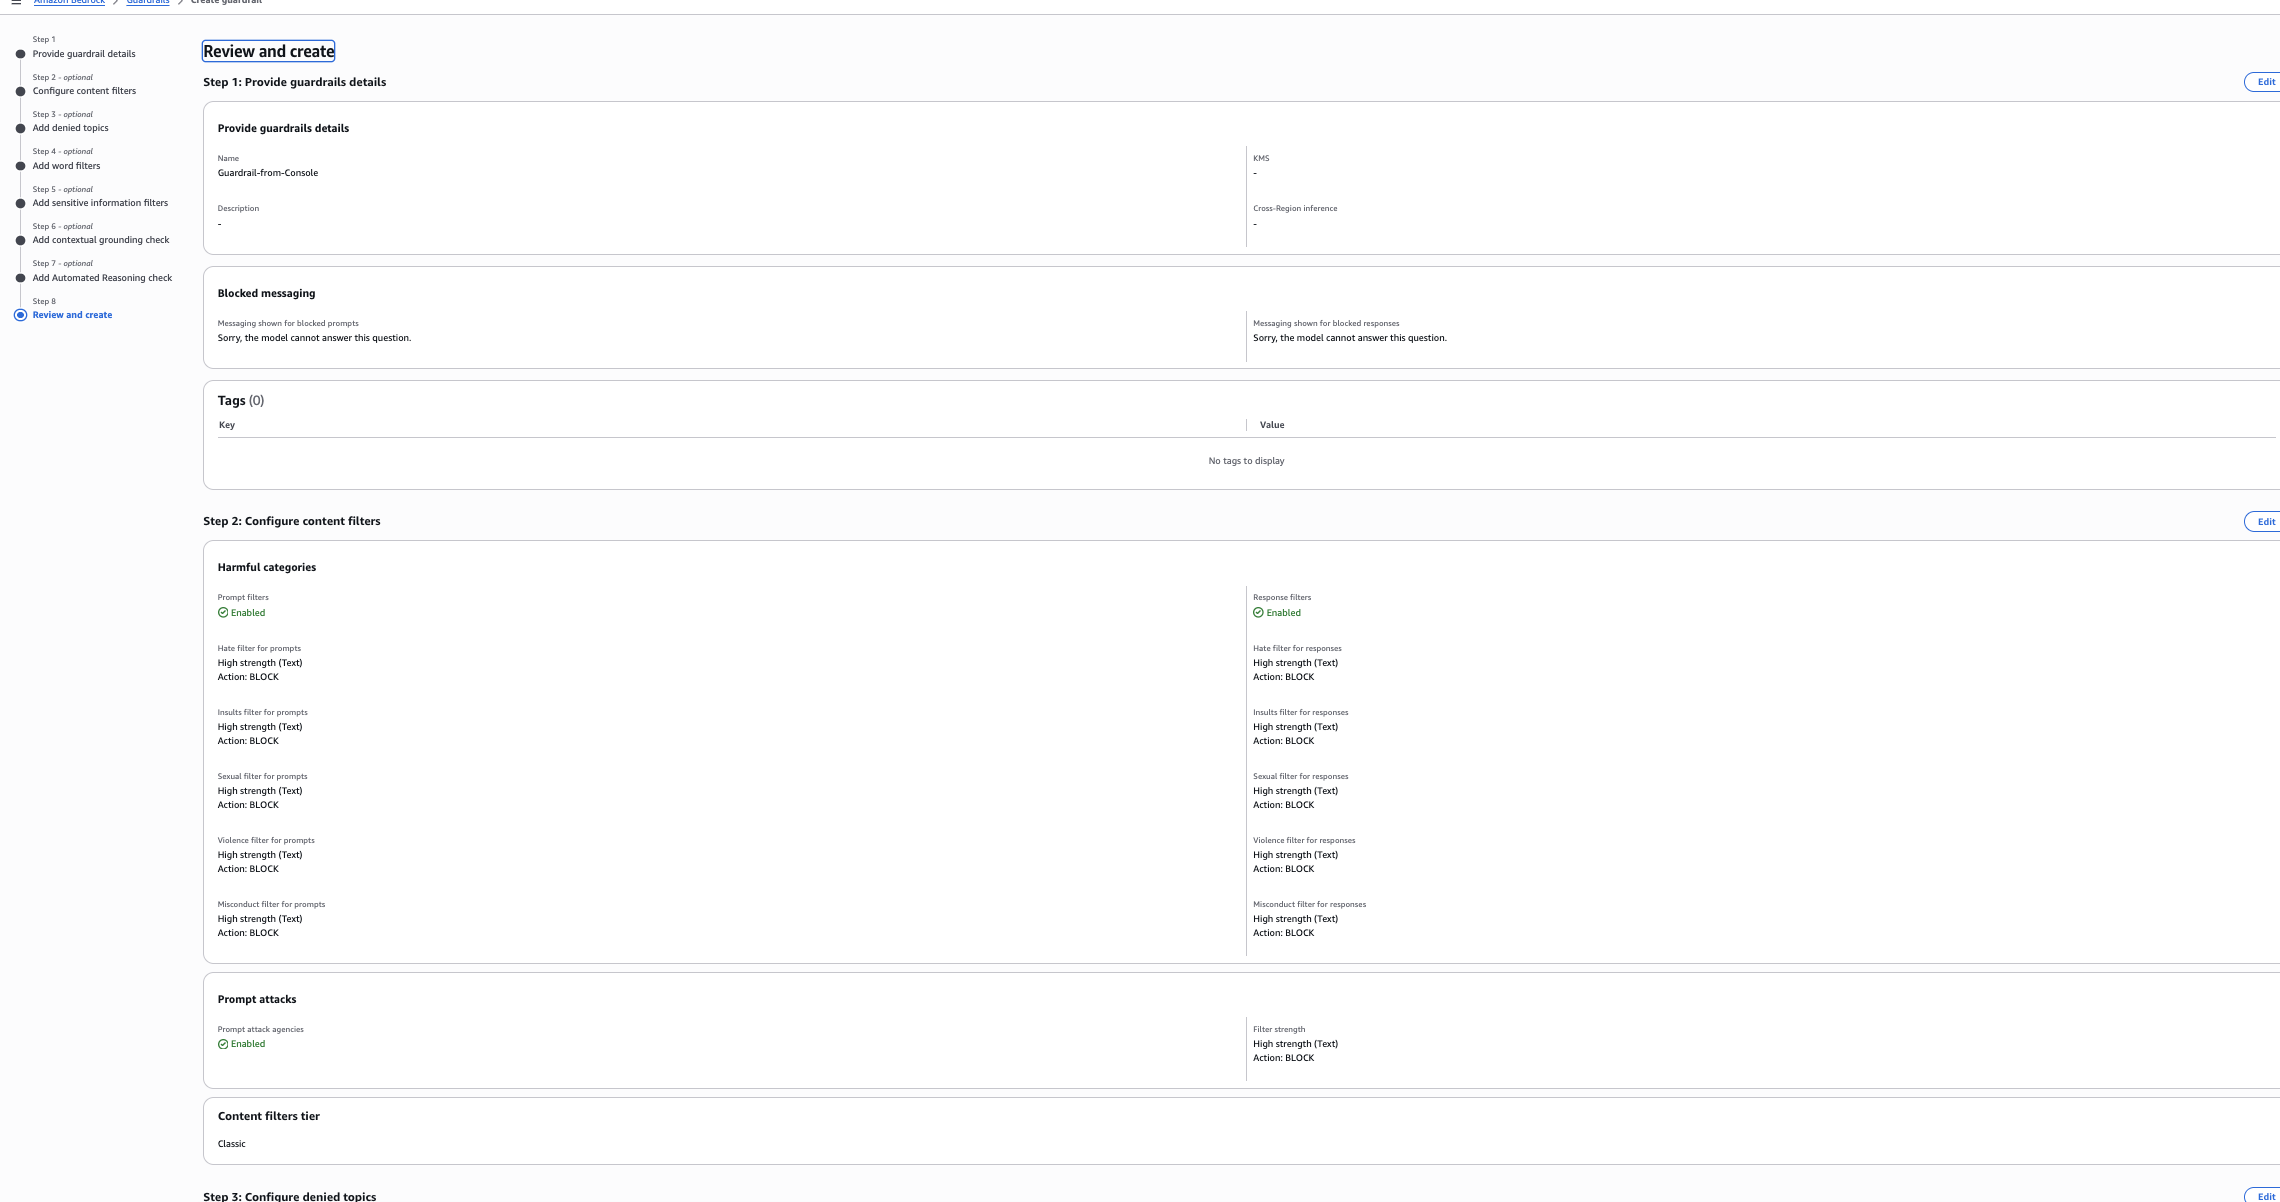 Amazon Bedrock > Guardrails > Create guardrail
Step 1
Provide guardrail details
Step 2 - optional
Configure content filters
Step 3 - optional
Add denied topics
Step 4 - optional
Add word filters
Step 5 - optional
Add sensitive information filters
Step 6 - optional
Add contextual grounding check
Step 7 - optional
Add Automated Reasoning check
Step 8
Review and create
Review and create
Step 1: Provide guardrails details
Edit
Provide guardrails details
Name
Guardrail-from-Console
KMS
-
Description
-
Cross-Region inference
-
Blocked messaging
Messaging shown for blocked prompts
Sorry, the model cannot answer this question.
Messaging shown for blocked responses
Sorry, the model cannot answer this question.
Tags (0)
Key
Value
No tags to display
Step 2: Configure content filters
Edit
Harmful categories
Prompt filters
Enabled
Response filters
Enabled
Hate filter for prompts
High strength (Text)
Action: BLOCK
Hate filter for responses
High strength (Text)
Action: BLOCK
Insults filter for prompts
High strength (Text)
Action: BLOCK
Insults filter for responses
High strength (Text)
Action: BLOCK
Sexual filter for prompts
High strength (Text)
Action: BLOCK
Sexual filter for responses
High strength (Text)
Action: BLOCK
Violence filter for prompts
High strength (Text)
Action: BLOCK
Violence filter for responses
High strength (Text)
Action: BLOCK
Misconduct filter for prompts
High strength (Text)
Action: BLOCK
Misconduct filter for responses
High strength (Text)
Action: BLOCK
Prompt attacks
Prompt attack agencies
Enabled
Filter strength
High strength (Text)
Action: BLOCK
Content filters tier
Classic
Step 3: Configure denied topics
Edit